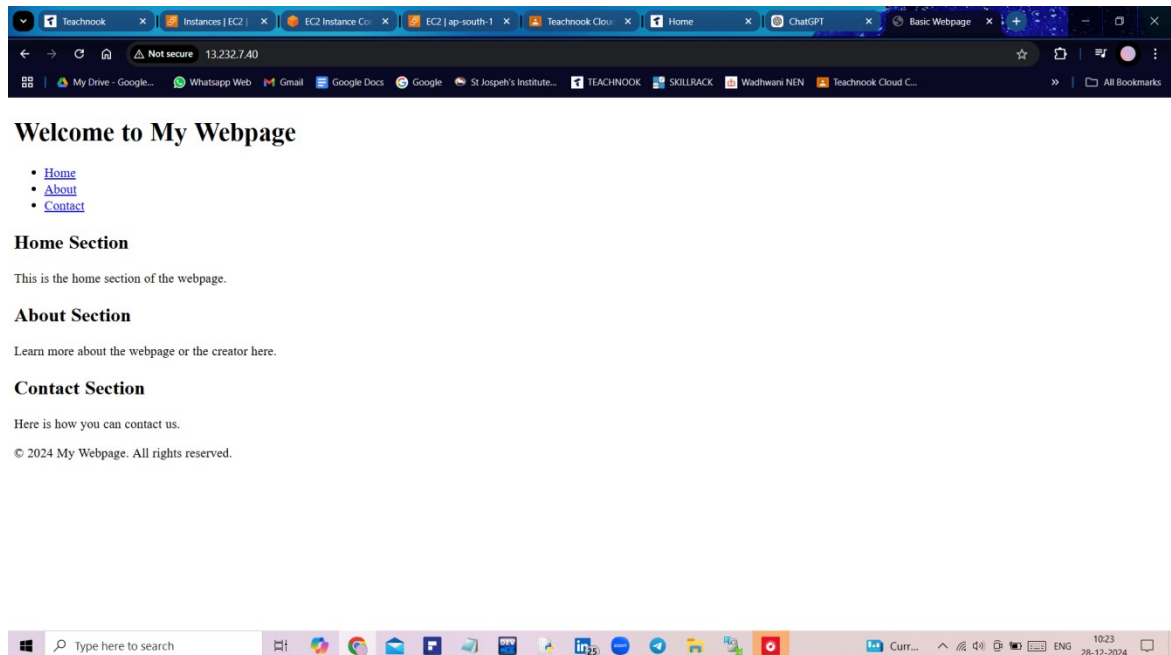 Teachnook
Instances | EC2 |
EC2 Instance Co
EC2 | ap-south-1
Teachnook Clou
Home
ChatGPT
Basic Webpage
Not secure 13.232.7.40
My Drive - Google... Whatsapp Web Gmail Google Docs Google St Jospeh's Institute... TEACHNOOK SKILLRACK Wadhwani NEN Teachnook Cloud C... » All Bookmarks
Welcome to My Webpage
• Home
• About
• Contact
Home Section
This is the home section of the webpage.
About Section
Learn more about the webpage or the creator here.
Contact Section
Here is how you can contact us.
© 2024 My Webpage. All rights reserved.
Type here to search
DEV
in 25
Curr...
ENG
10:23
28-12-2024